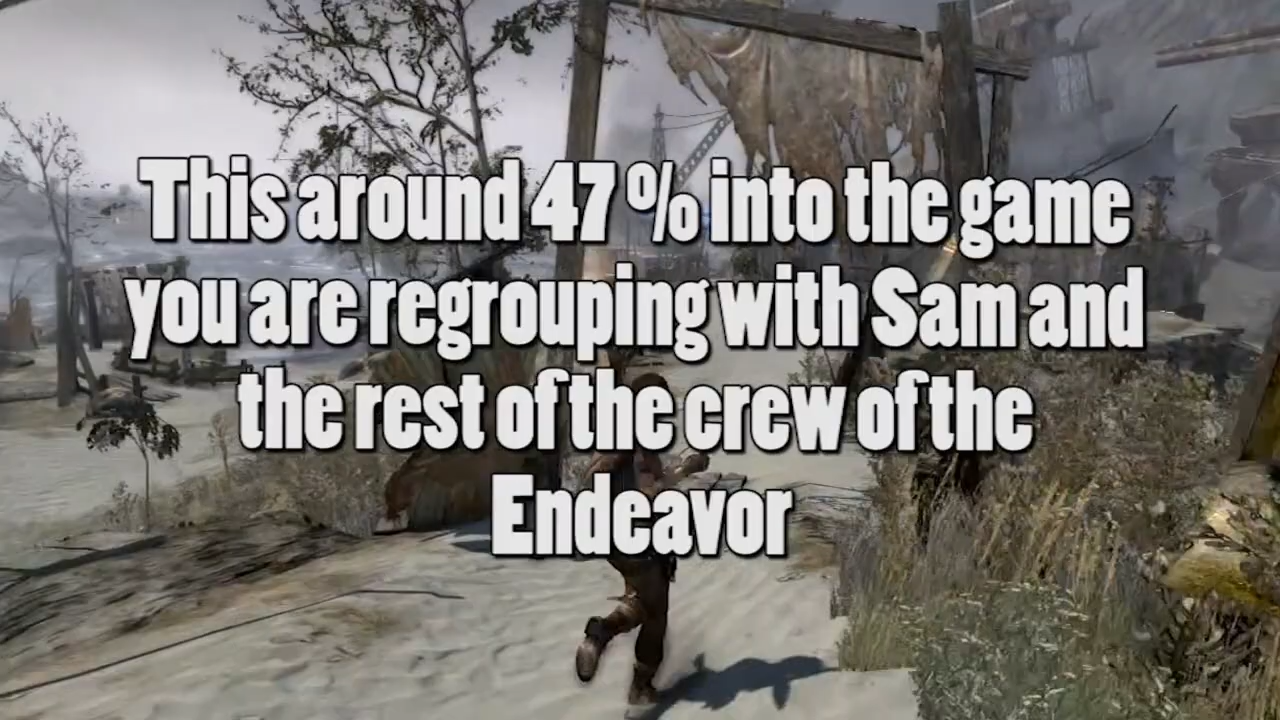 This around 47% into the game
you are regrouping with Sam and
the rest of the crew of the
Endeavor